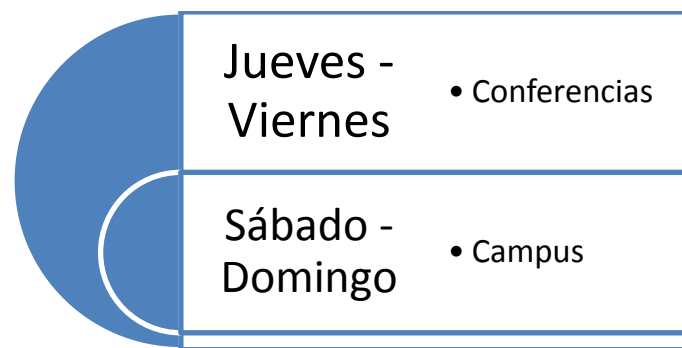 Jueves -
Viernes
• Conferencias
Sábado -
Domingo
• Campus